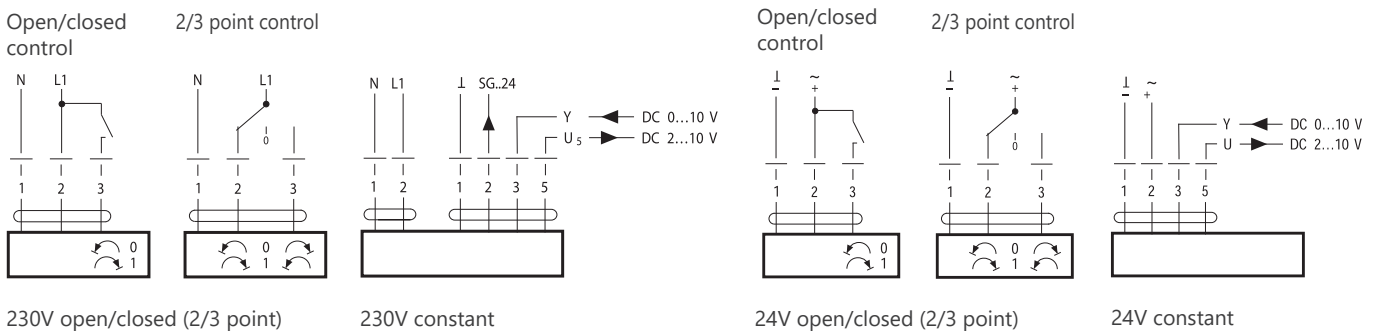 Open/closed control
2/3 point control
N L1
N L1
N L1 ⊥ SG..24
Y DC 0...10 V
U5 DC 2...10 V
0
1 2 3
1 2 3
1 2 1 2 3 5
0
1
0
1
230V open/closed (2/3 point)
230V constant
Open/closed control
2/3 point control
⊥ ~
- +
⊥ ~
- +
⊥ ~
- +
Y DC 0...10 V
U DC 2...10 V
0
1 2 3
1 2 3
1 2 3 5
0
1
0
1
24V open/closed (2/3 point)
24V constant